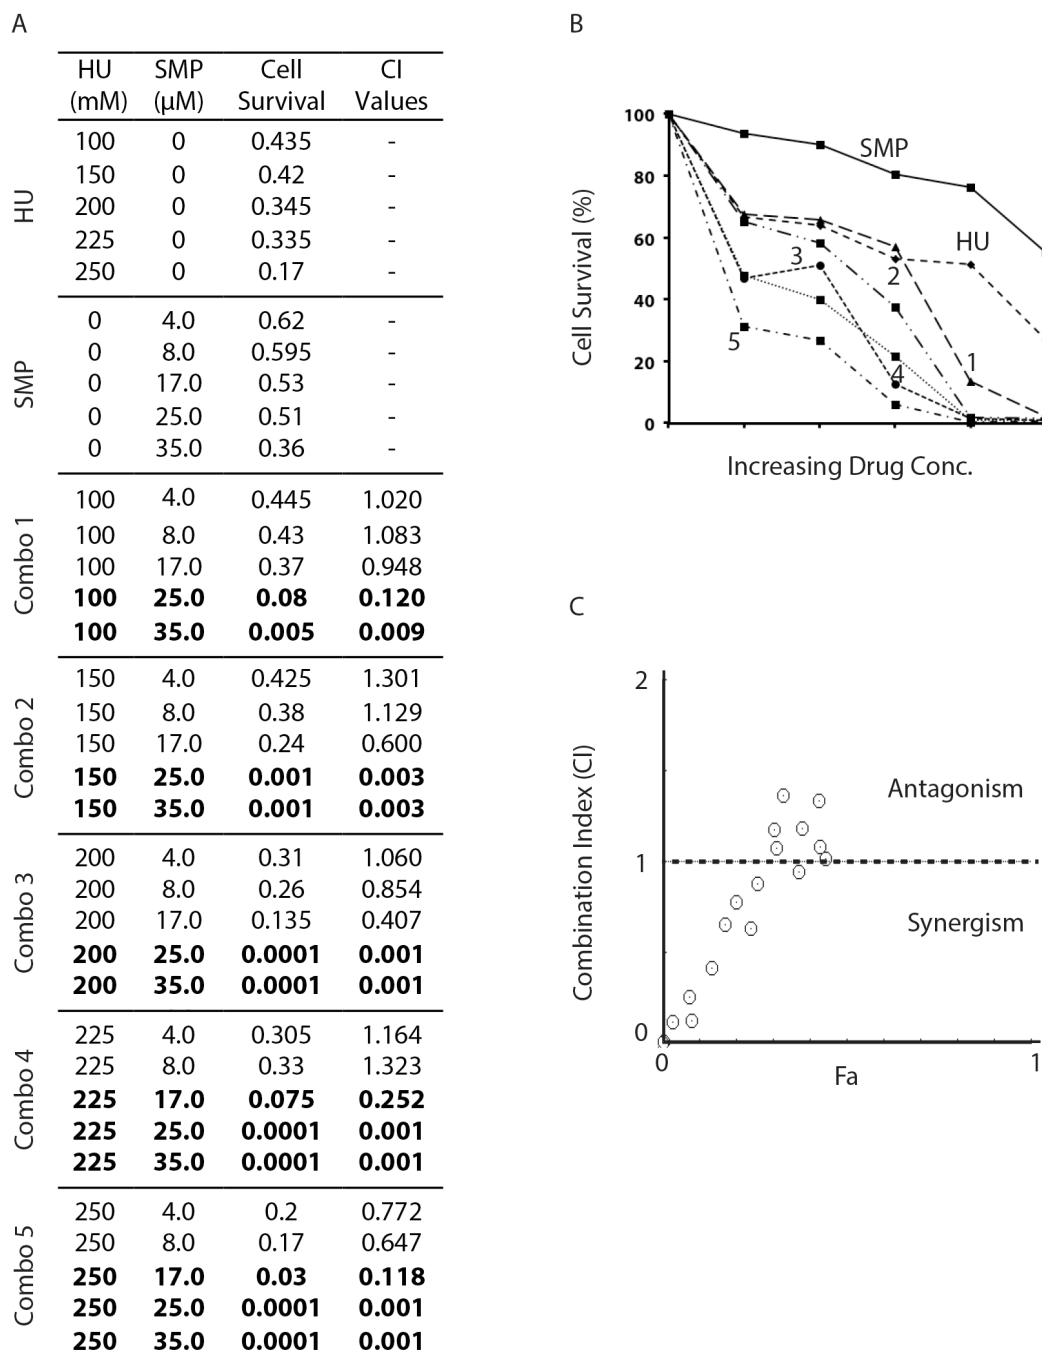 A
HU SMP Cell CI
(mM) (µM) Survival Values
HU
100 0 0.435 -
150 0 0.42 -
200 0 0.345 -
225 0 0.335 -
250 0 0.17 -
SMP
0 4.0 0.62 -
0 8.0 0.595 -
0 17.0 0.53 -
0 25.0 0.51 -
0 35.0 0.36 -
Combo 1
100 4.0 0.445 1.020
100 8.0 0.43 1.083
100 17.0 0.37 0.948
100 25.0 0.08 0.120
100 35.0 0.005 0.009
Combo 2
150 4.0 0.425 1.301
150 8.0 0.38 1.129
150 17.0 0.24 0.600
150 25.0 0.001 0.003
150 35.0 0.001 0.003
Combo 3
200 4.0 0.31 1.060
200 8.0 0.26 0.854
200 17.0 0.135 0.407
200 25.0 0.0001 0.001
200 35.0 0.0001 0.001
Combo 4
225 4.0 0.305 1.164
225 8.0 0.33 1.323
225 17.0 0.075 0.252
225 25.0 0.0001 0.001
225 35.0 0.0001 0.001
Combo 5
250 4.0 0.2 0.772
250 8.0 0.17 0.647
250 17.0 0.03 0.118
250 25.0 0.0001 0.001
250 35.0 0.0001 0.001
B
Cell Survival (%)
100
80
60
40
20
0
SMP
HU
3
2
5
4
1
Increasing Drug Conc.
C
Combination Index (CI)
2
1
0
Antagonism
Synergism
0
1
Fa